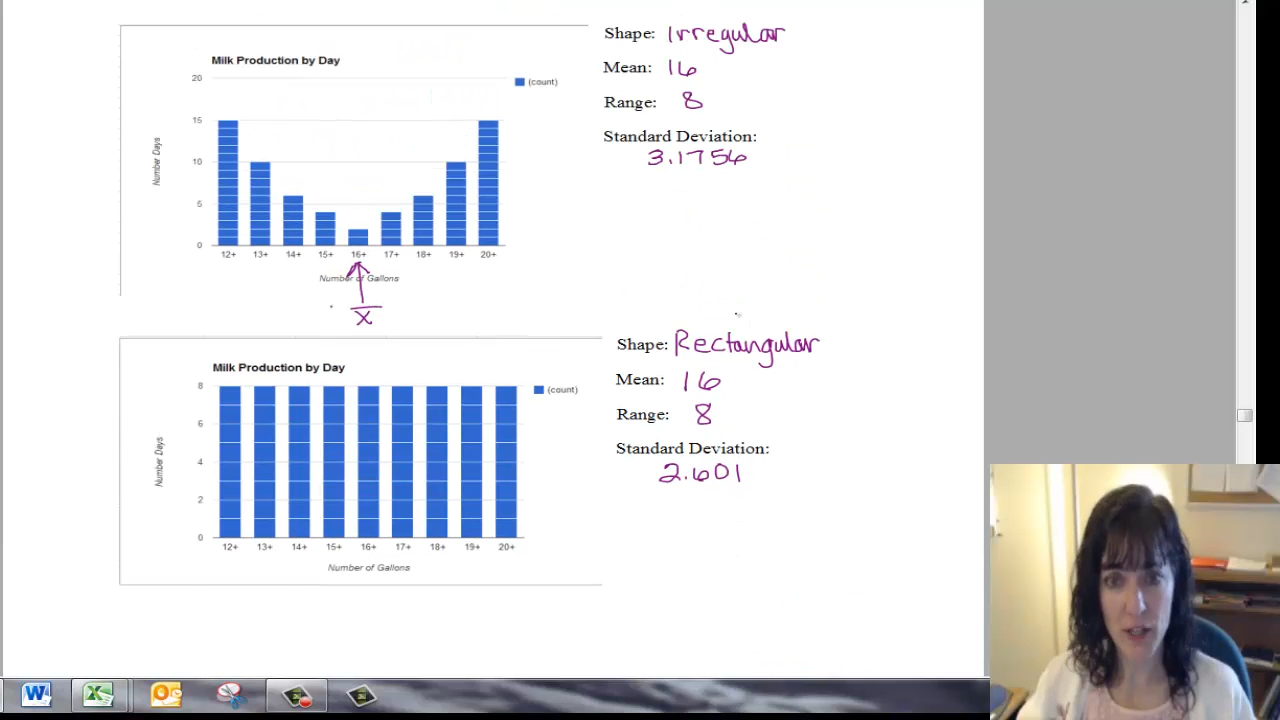 Shape: Irregular
Mean: 16
Range: 8
Standard Deviation:
3.1756
Milk Production by Day
(count)
Number Days
20
15
10
5
0
12+ 13+ 14+ 15+ 16+ 17+ 18+ 19+ 20+
Number of Gallons
x
Shape: Rectangular
Mean: 16
Range: 8
Standard Deviation:
2.601
Milk Production by Day
(count)
Number Days
8
6
4
2
0
12+ 13+ 14+ 15+ 16+ 17+ 18+ 19+ 20+
Number of Gallons